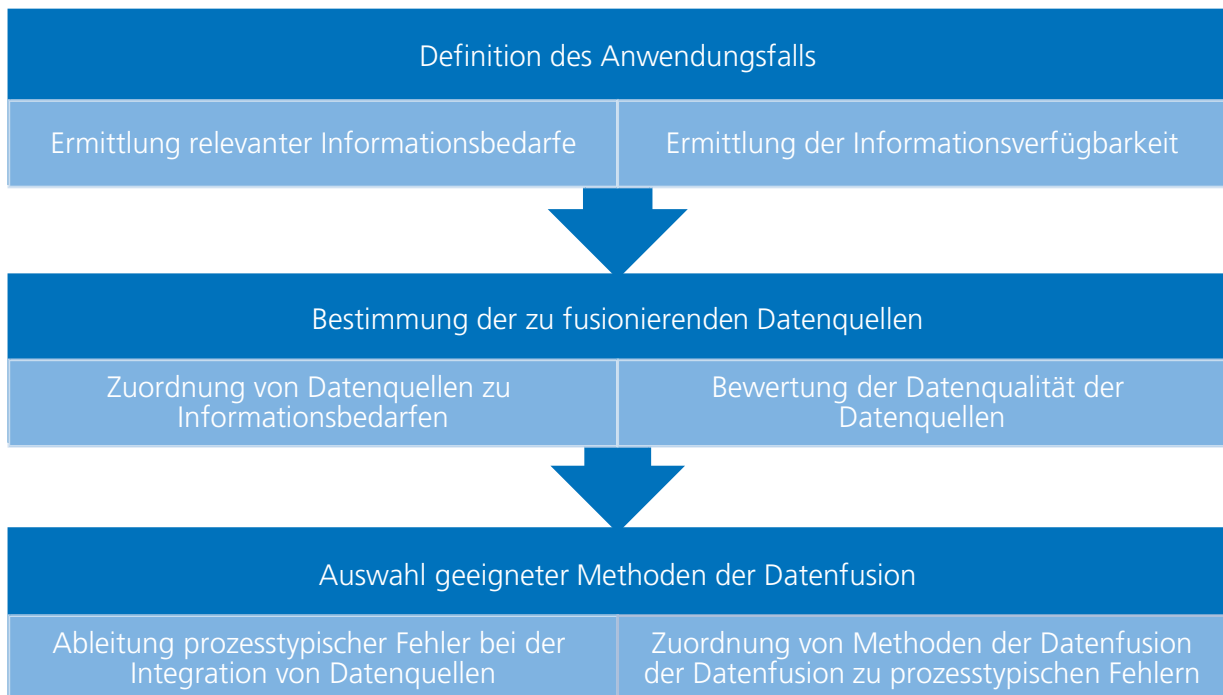 Definition des Anwendungsfalls
Ermittlung relevanter Informationsbedarfe
Ermittlung der Informationsverfügbarkeit
Bestimmung der zu fusionierenden Datenquellen
Zuordnung von Datenquellen zu
Informationsbedarfen
Bewertung der Datenqualität der
Datenquellen
Auswahl geeigneter Methoden der Datenfusion
Ableitung prozesstypischer Fehler bei der
Integration von Datenquellen
Zuordnung von Methoden der Datenfusion
der Datenfusion zu prozesstypischen Fehlern